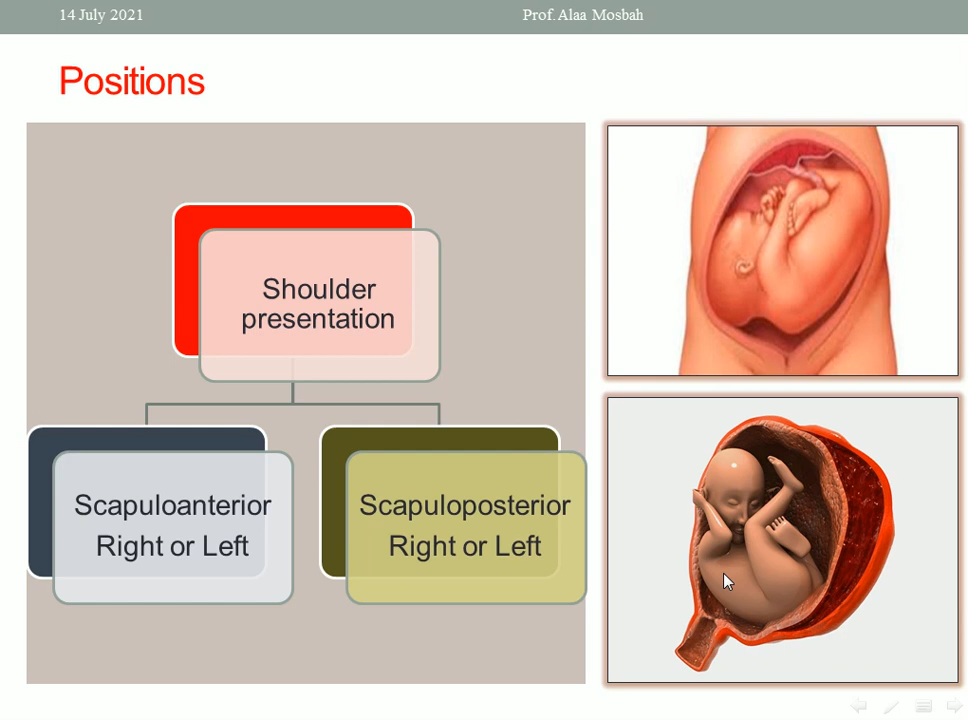 14 July 2021
Prof.Alaa Mosbah
Positions
Shoulder
presentation
Scapuloanterior
Right or Left
Scapuloposterior
Right or Left